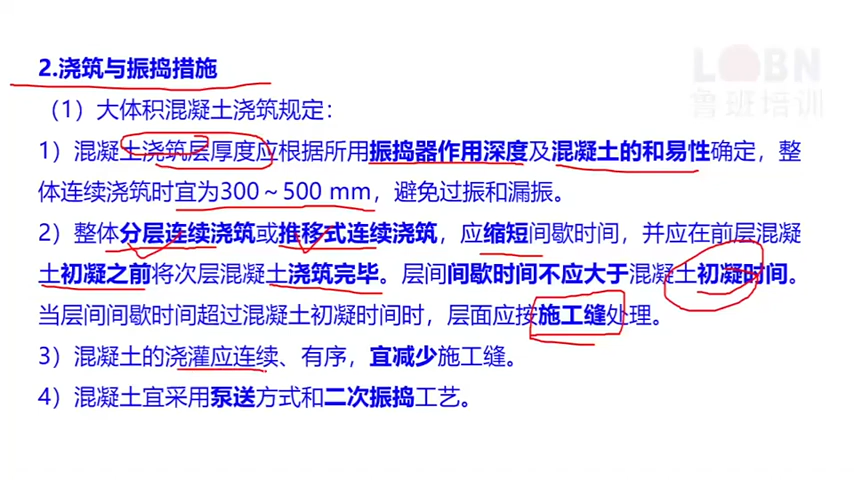 LOBN
鲁班培训
2.浇筑与振捣措施
（1）大体积混凝土浇筑规定：
1）混凝土浇筑层厚度应根据所用振捣器作用深度及混凝土的和易性确定，整
体连续浇筑时宜为300～500 mm，避免过振和漏振。
2）整体分层连续浇筑或推移式连续浇筑，应缩短间歇时间，并应在前层混凝
土初凝之前将次层混凝土浇筑完毕。层间间歇时间不应大于混凝土初凝时间。
当层间间歇时间超过混凝土初凝时间时，层面应按施工缝处理。
3）混凝土的浇灌应连续、有序，宜减少施工缝。
4）混凝土宜采用泵送方式和二次振捣工艺。